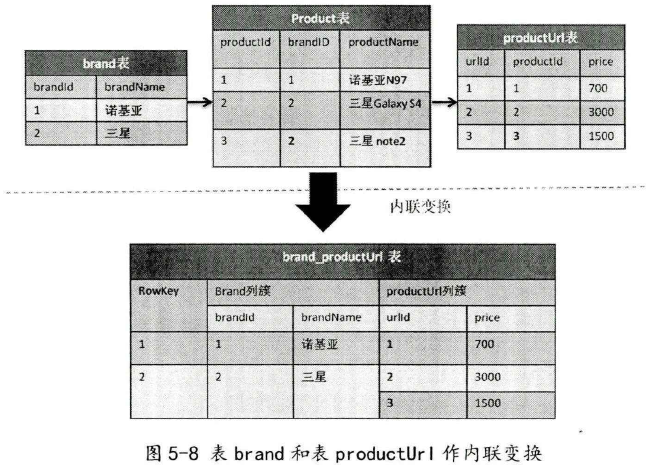 brand表
brandId brandName
1 诺基亚
2 三星
Product表
productId brandID productName
1 1 诺基亚N97
2 2 三星Galaxy S4
3 2 三星 note2
productUrl表
urlId productId price
1 1 700
2 2 3000
3 3 1500
内联变换
brand_productUrl 表
RowKey Brand列簇 productUrl列簇
brandId brandName urlId price
1 1 诺基亚 1 700
2 2 三星 2 3000
3 1500
图 5-8 表 brand 和表 productUrl 作内联变换